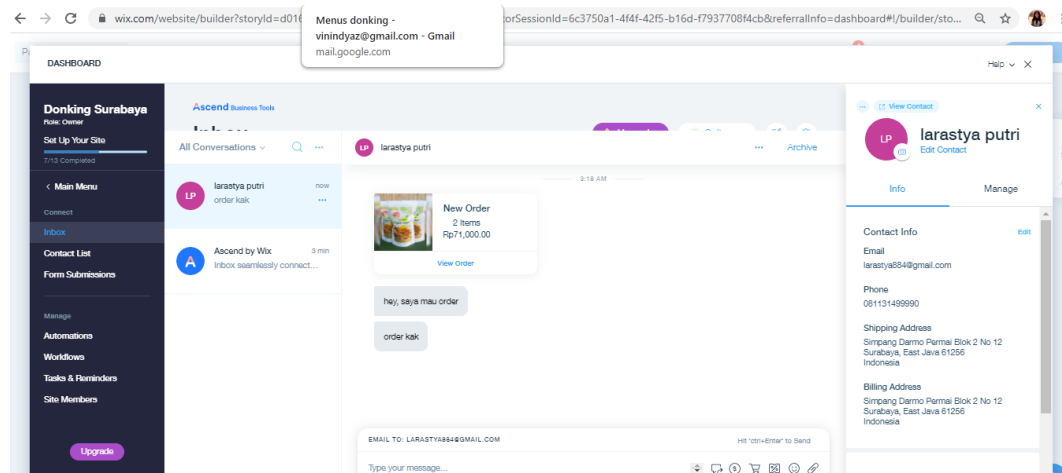 Menus donking -
vinindyaz@gmail.com - Gmail
mail.google.com
wix.com/website/builder?storyId=d016
orSessionId=6c3750a1-4f4f-42f5-b16d-f7937708f4cb&referralInfo=dashboard#!/builder/sto...
DASHBOARD
Help
Donking Surabaya
Role: Owner
Set Up Your Site
7/13 Completed
Main Menu
Connect
Inbox
Contact List
Form Submissions
Manage
Automations
Workflows
Tasks & Reminders
Site Members
Upgrade
Ascend Business Tools
Inbox
All Conversations
larastya putri
now
order kak
Ascend by Wix
3 min
Inbox seamlessly connect...
LP
larastya putri
Archive
3:18 AM
New Order
2 Items
Rp71,000.00
View Order
hey, saya mau order
order kak
EMAIL TO: LARASTYA884@GMAIL.COM
Hit 'ctrl+Enter' to Send
Type your message...
View Contact
LP
larastya putri
Edit Contact
Info
Manage
Contact Info
Edit
Email
larastya884@gmail.com
Phone
081131499990
Shipping Address
Simpang Darmo Permai Blok 2 No 12
Surabaya, East Java 61256
Indonesia
Billing Address
Simpang Darmo Permai Blok 2 No 12
Surabaya, East Java 61256
Indonesia